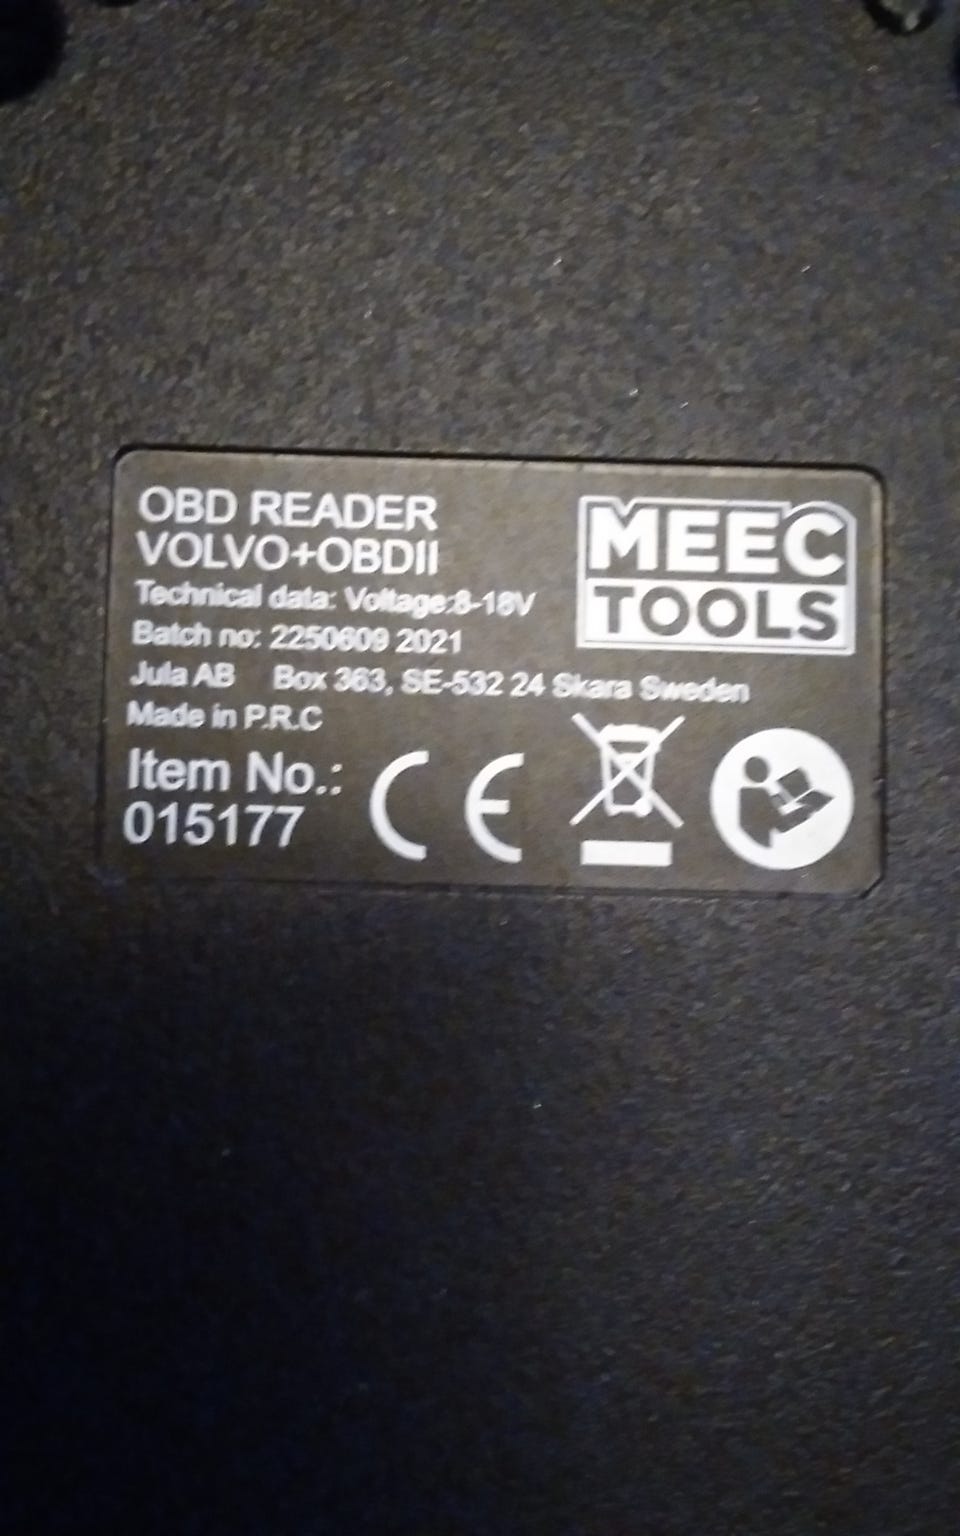 OBD READER
VOLVO+OBDII
MEEC
TOOLS
Technical data: Voltage:8-18V
Batch no: 2250609 2021
Jula AB Box 363, SE-532 24 Skara Sweden
Made in P.R.C
Item No.:
015177
CE